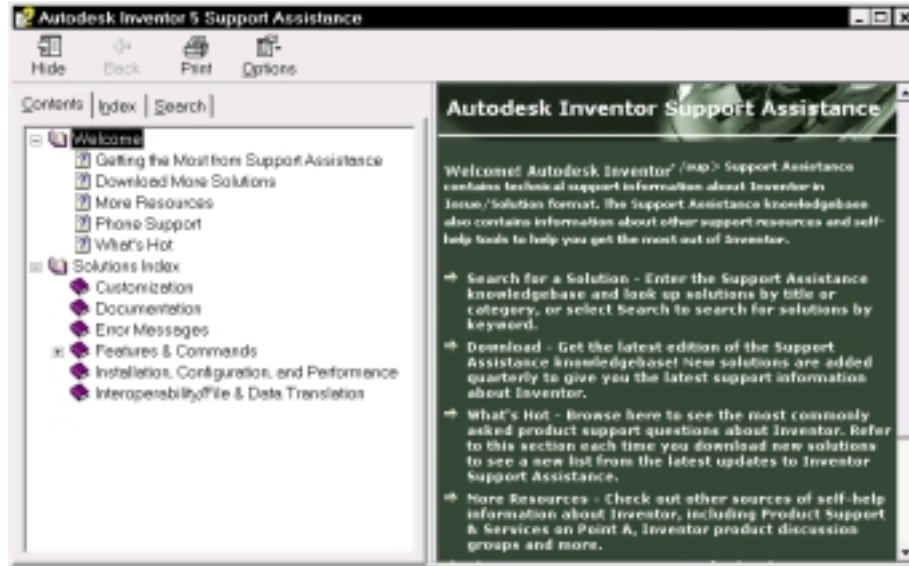 Autodesk Inventor 5 Support Assistance
Hide Back Print Options
Contents Index Search
Welcome
Getting the Most from Support Assistance
Download More Solutions
More Resources
Phone Support
What's Hot
Solutions Index
Customization
Documentation
Error Messages
Features & Commands
Installation, Configuration, and Performance
Interoperability/File & Data Translation
Autodesk Inventor Support Assistance
Welcome! Autodesk Inventor /sup> Support Assistance
contains technical support information about Inventor in
Issue/Solution format. The Support Assistance knowledgebase
also contains information about other support resources and self-
help tools to help you get the most out of Inventor.
Search for a Solution - Enter the Support Assistance
knowledgebase and look up solutions by title or
category, or select Search to search for solutions by
keyword.
Download - Get the latest edition of the Support
Assistance knowledgebase! New solutions are added
quarterly to give you the latest support information
about Inventor.
What's Hot - Browse here to see the most commonly
asked product support questions about Inventor. Refer
to this section each time you download new solutions
to see a new list from the latest updates to Inventor
Support Assistance.
More Resources - Check out other sources of self-help
information about Inventor, including Product Support
& Services on Point A, Inventor product discussion
groups and more.